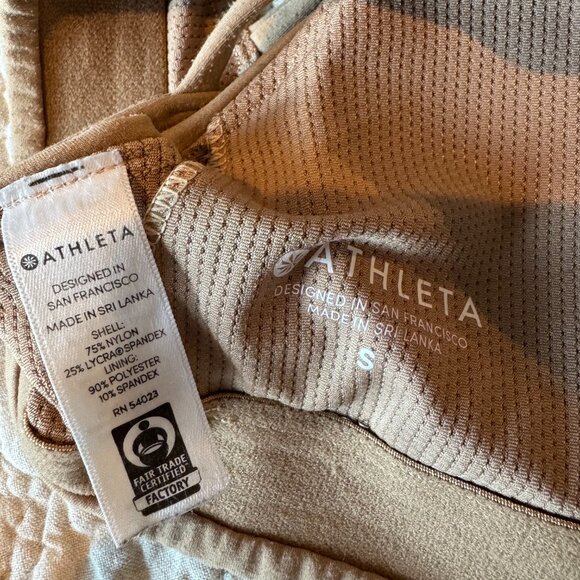 ATHLETA
DESIGNED IN
SAN FRANCISCO
MADE IN SRI LANKA
SHELL:
75% NYLON
25% LYCRA® SPANDEX
LINING:
90% POLYESTER
10% SPANDEX
RN 54023
FAIR TRADE
CERTIFIED™
FACTORY
ATHLETA
DESIGNED IN SAN FRANCISCO
MADE IN SRI LANKA
S